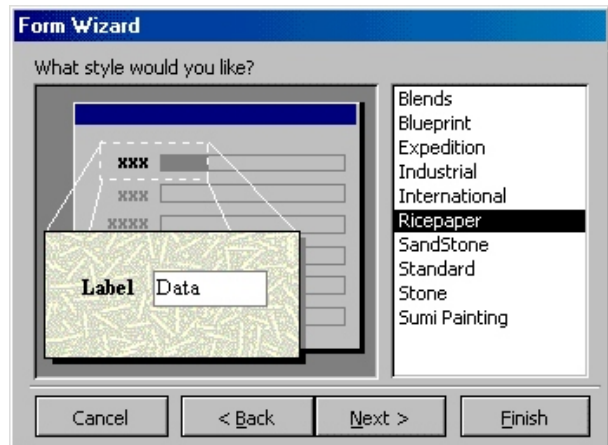 Form Wizard
What style would you like?
xxx
xxx
xxxx
Label Data
Blends
Blueprint
Expedition
Industrial
International
Ricepaper
SandStone
Standard
Stone
Sumi Painting
Cancel
< Back
Next >
Finish